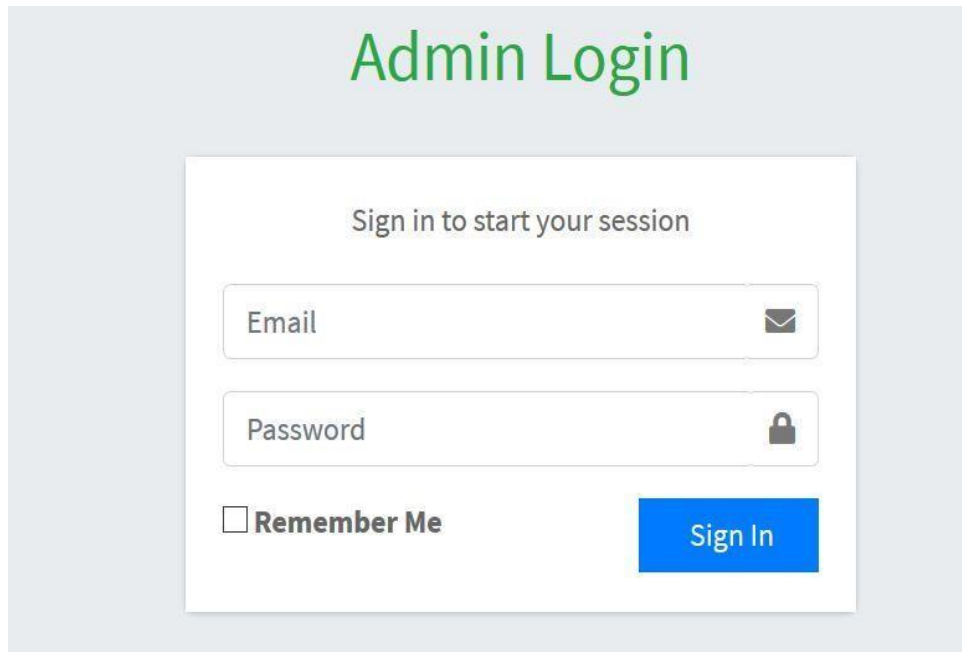 Admin Login
Sign in to start your session
Email
Password
Remember Me
Sign In